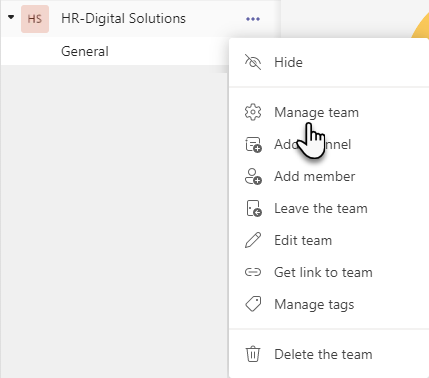 HS HR-Digital Solutions
General
Hide
Manage team
Add channel
Add member
Leave the team
Edit team
Get link to team
Manage tags
Delete the team